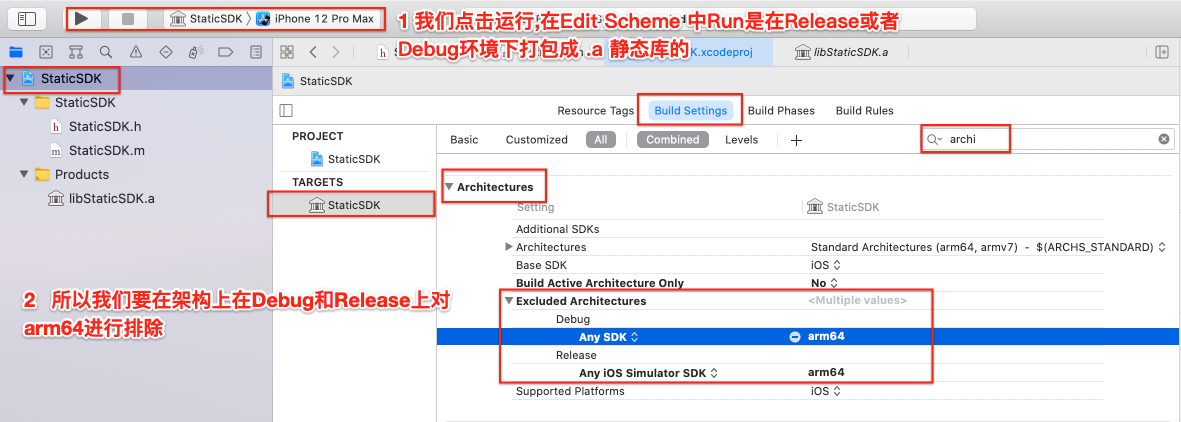 StaticSDK 〉 iPhone 12 Pro Max
1 我们点击运行,在Edit Scheme 中Run是在Release或者
Debug环境下打包成 .a 静态库的
K.xcodeproj
libStaticSDK.a
StaticSDK
StaticSDK
StaticSDK
StaticSDK.h
StaticSDK.m
Products
libStaticSDK.a
Resource Tags Build Settings Build Phases Build Rules
PROJECT
StaticSDK
TARGETS
StaticSDK
Basic Customized All Combined Levels + archi
Architectures
Setting StaticSDK
Additional SDKs
Architectures Standard Architectures (arm64, armv7) - $(ARCHS_STANDARD)
Base SDK iOS
Build Active Architecture Only No
Excluded Architectures <Multiple values>
Debug
Any SDK arm64
Release
Any iOS Simulator SDK arm64
Supported Platforms iOS
2 所以我们要在架构上在Debug和Release上对
arm64进行排除